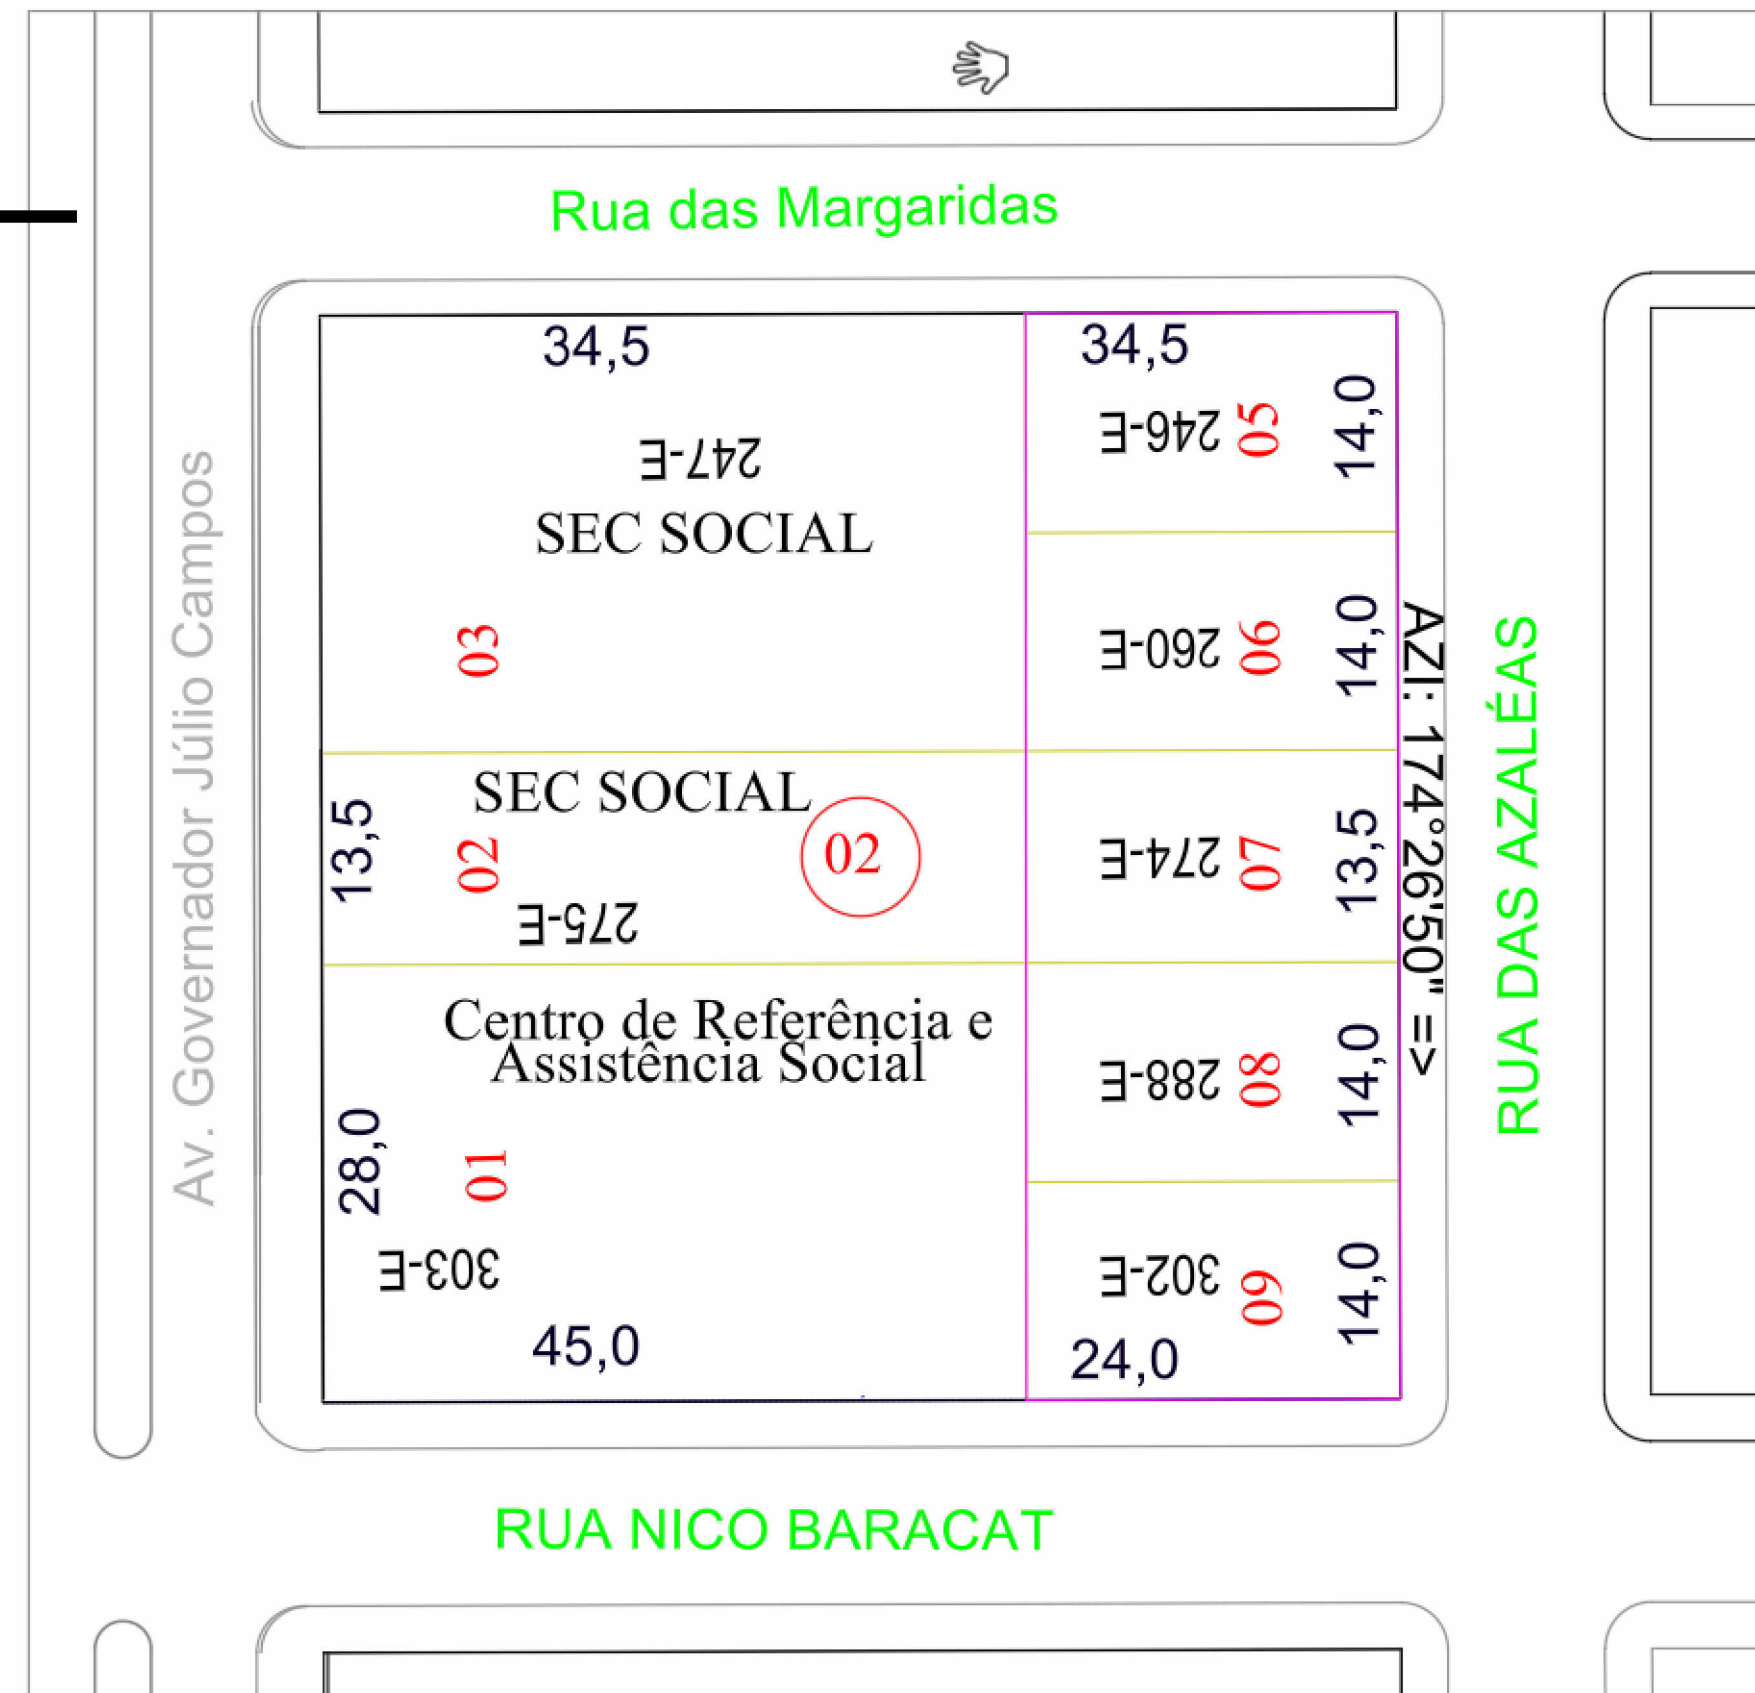 Rua das Margaridas
34,5
34,5
247-E
SEC SOCIAL
03
246-E
05
14,0
260-E
06
14,0
Av. Governador Júlio Campos
SEC SOCIAL
13,5
02
02
275-E
274-E
07
13,5
AZI: 174°26'50" =>
RUA DAS AZALÉAS
Centro de Referência e
Assistência Social
28,0
01
303-E
45,0
288-E
08
14,0
302-E
09
14,0
24,0
RUA NICO BARACAT